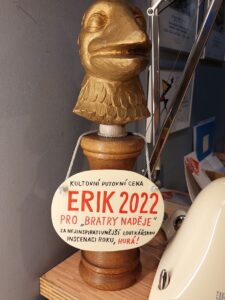 KULTOVNÍ PUTOVNÍ CENA
ERIK 2022
PRO „BRATRY NADĚJE"
ZA NEJINSPIRATIVNĚJŠÍ LOUTKÁŘSKOU
INSCENACI ROKU, HURÁ!